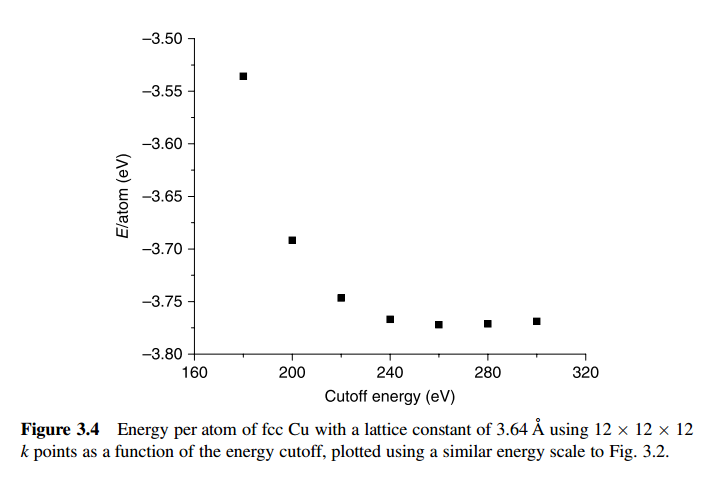 −3.50
−3.55
−3.60
−3.65
−3.70
−3.75
−3.80
E/atom (eV)
160 200 240 280 320
Cutoff energy (eV)
Figure 3.4 Energy per atom of fcc Cu with a lattice constant of 3.64 Å using 12 × 12 × 12
k points as a function of the energy cutoff, plotted using a similar energy scale to Fig. 3.2.